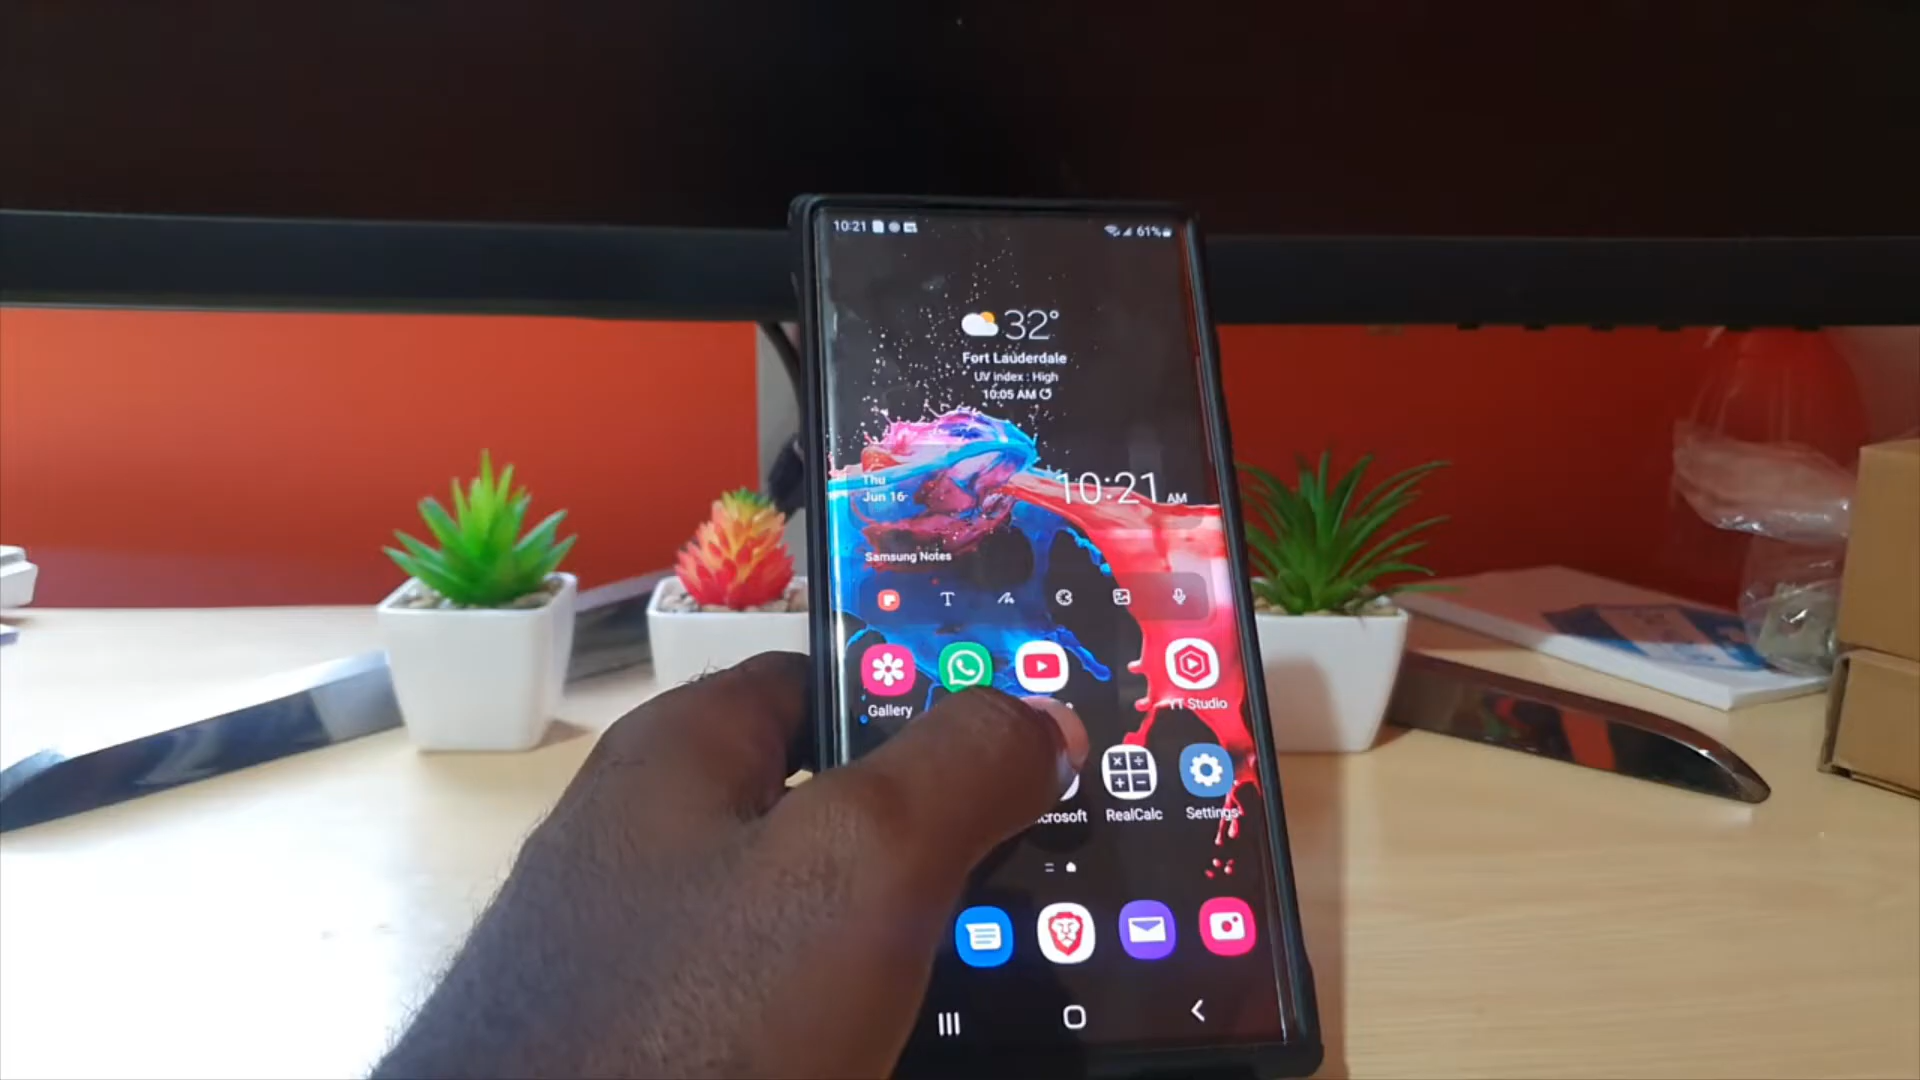 10:21
61%
32°
Fort Lauderdale
UV index : High
10:05 AM
Thu
Jun 16
10:21 AM
Samsung Notes
T
Gallery
YT Studio
crosoft
RealCalc
Settings